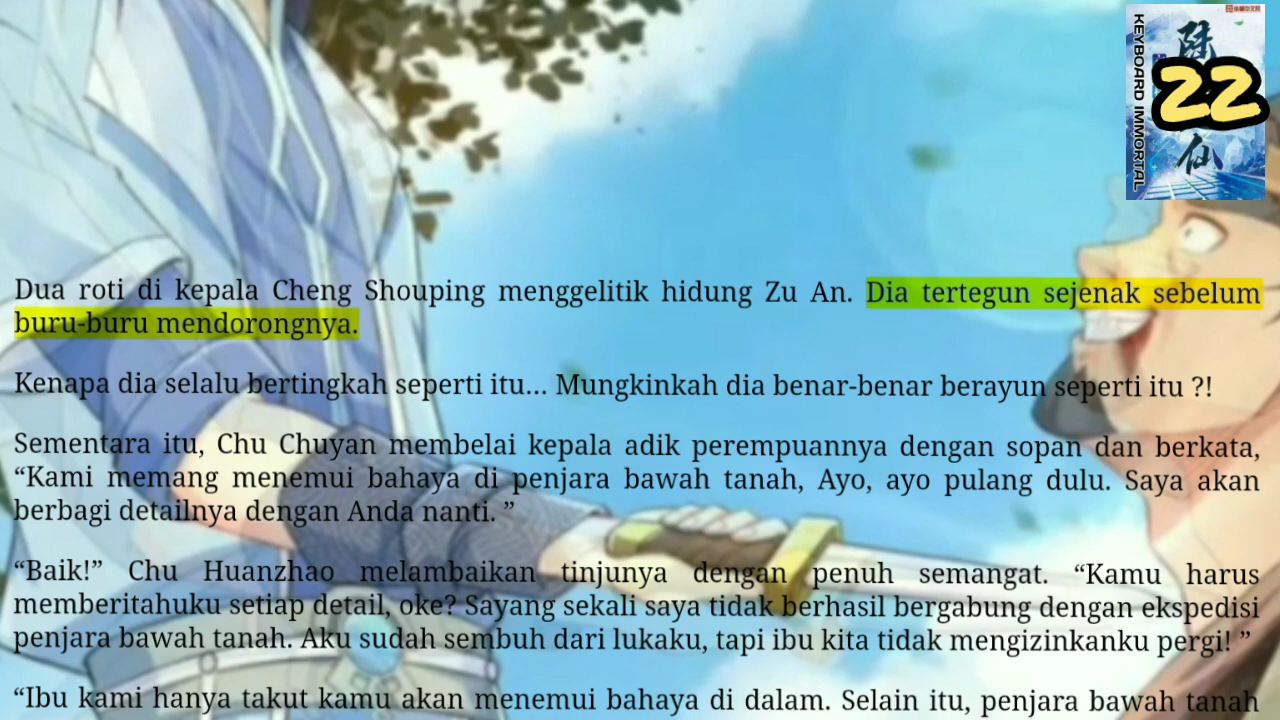 KEYBOARD IMMORTAL
陆
仙
22
Dua roti di kepala Cheng Shouping menggelitik hidung Zu An. Dia tertegun sejenak sebelum
buru-buru mendorongnya.
Kenapa dia selalu bertingkah seperti itu... Mungkinkah dia benar-benar berayun seperti itu ?!
Sementara itu, Chu Chuyan membelai kepala adik perempuannya dengan sopan dan berkata,
“Kami memang menemui bahaya di penjara bawah tanah, Ayo, ayo pulang dulu. Saya akan
berbagi detailnya dengan Anda nanti. ”
“Baik!” Chu Huanzhao melambaikan tinjunya dengan penuh semangat. “Kamu harus
memberitahuku setiap detail, oke? Sayang sekali saya tidak berhasil bergabung dengan ekspedisi
penjara bawah tanah. Aku sudah sembuh dari lukaku, tapi ibu kita tidak mengizinkanku pergi! ”
“Ibu kami hanya takut kamu akan menemui bahaya di dalam. Selain itu, penjara bawah tanah